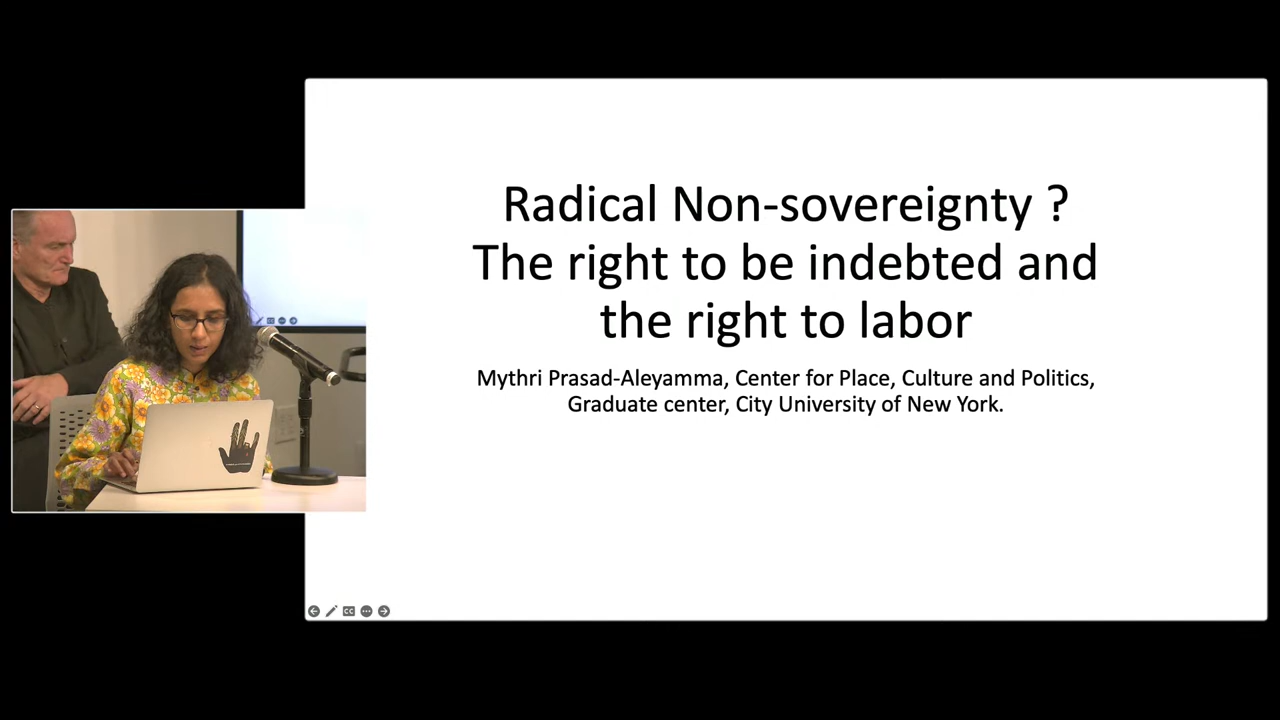 Radical Non-sovereignty ?
The right to be indebted and
the right to labor
Mythri Prasad-Aleyamma, Center for Place, Culture and Politics,
Graduate center, City University of New York.
CC